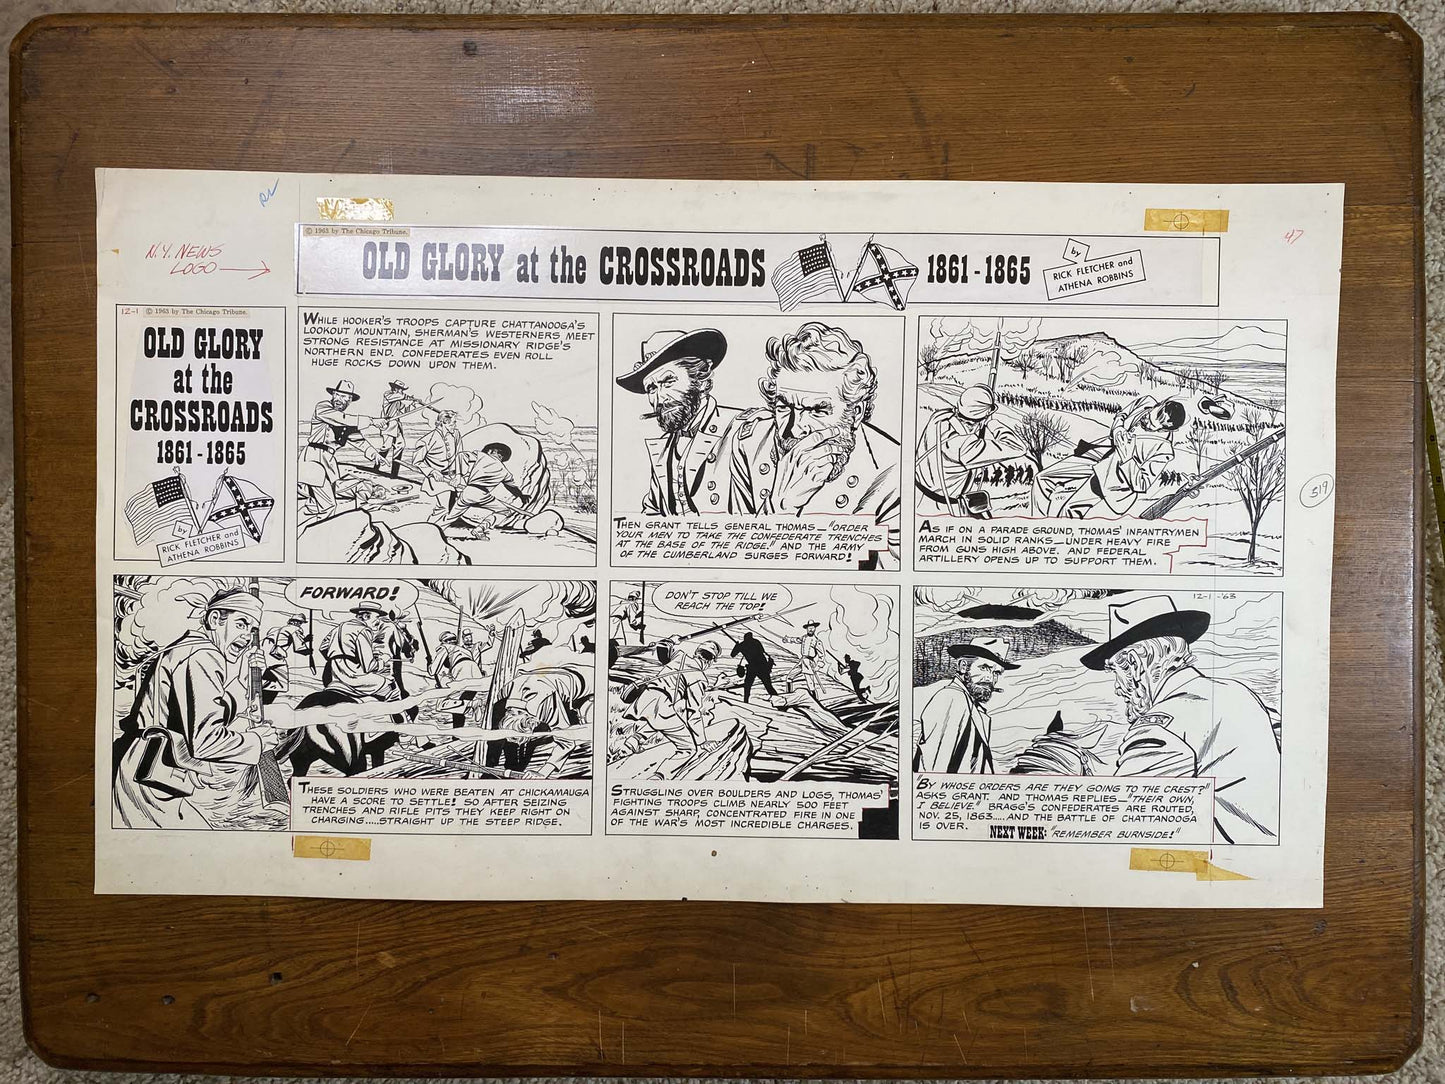 RL
N.Y. NEWS
LOGO
47
© 1963 by The Chicago Tribune.
OLD GLORY at the CROSSROADS 1861-1865
by
RICK FLETCHER and
ATHENA ROBBINS
12-1 © 1963 by The Chicago Tribune.
OLD GLORY
at the
CROSSROADS
1861-1865
by
RICK FLETCHER and
ATHENA ROBBINS
WHILE HOOKER'S TROOPS CAPTURE CHATTANOOGA'S
LOOKOUT MOUNTAIN, SHERMAN'S WESTERNERS MEET
STRONG RESISTANCE AT MISSIONARY RIDGE'S
NORTHERN END. CONFEDERATES EVEN ROLL
HUGE ROCKS DOWN UPON THEM.
THEN GRANT TELLS GENERAL THOMAS—"ORDER
YOUR MEN TO TAKE THE CONFEDERATE TRENCHES
AT THE BASE OF THE RIDGE." AND THE ARMY
OF THE CUMBERLAND SURGES FORWARD!
AS IF ON A PARADE GROUND, THOMAS' INFANTRYMEN
MARCH IN SOLID RANKS—UNDER HEAVY FIRE
FROM GUNS HIGH ABOVE. AND FEDERAL
ARTILLERY OPENS UP TO SUPPORT THEM.
319
FORWARD!
THESE SOLDIERS WHO WERE BEATEN AT CHICKAMAUGA
HAVE A SCORE TO SETTLE! SO AFTER SEIZING
TRENCHES AND RIFLE PITS THEY KEEP RIGHT ON
CHARGING.....STRAIGHT UP THE STEEP RIDGE.
DON'T STOP TILL WE
REACH THE TOP!
STRUGGLING OVER BOULDERS AND LOGS, THOMAS'
FIGHTING TROOPS CLIMB NEARLY 500 FEET
AGAINST SHARP, CONCENTRATED FIRE IN ONE
OF THE WAR'S MOST INCREDIBLE CHARGES.
12-1-'63
"BY WHOSE ORDERS ARE THEY GOING TO THE CREST?"
ASKS GRANT. AND THOMAS REPLIES—"THEIR OWN,
I BELIEVE." BRAGG'S CONFEDERATES ARE ROUTED,
NOV. 25, 1863.....AND THE BATTLE OF CHATTANOOGA
IS OVER. NEXT WEEK: "REMEMBER BURNSIDE!"